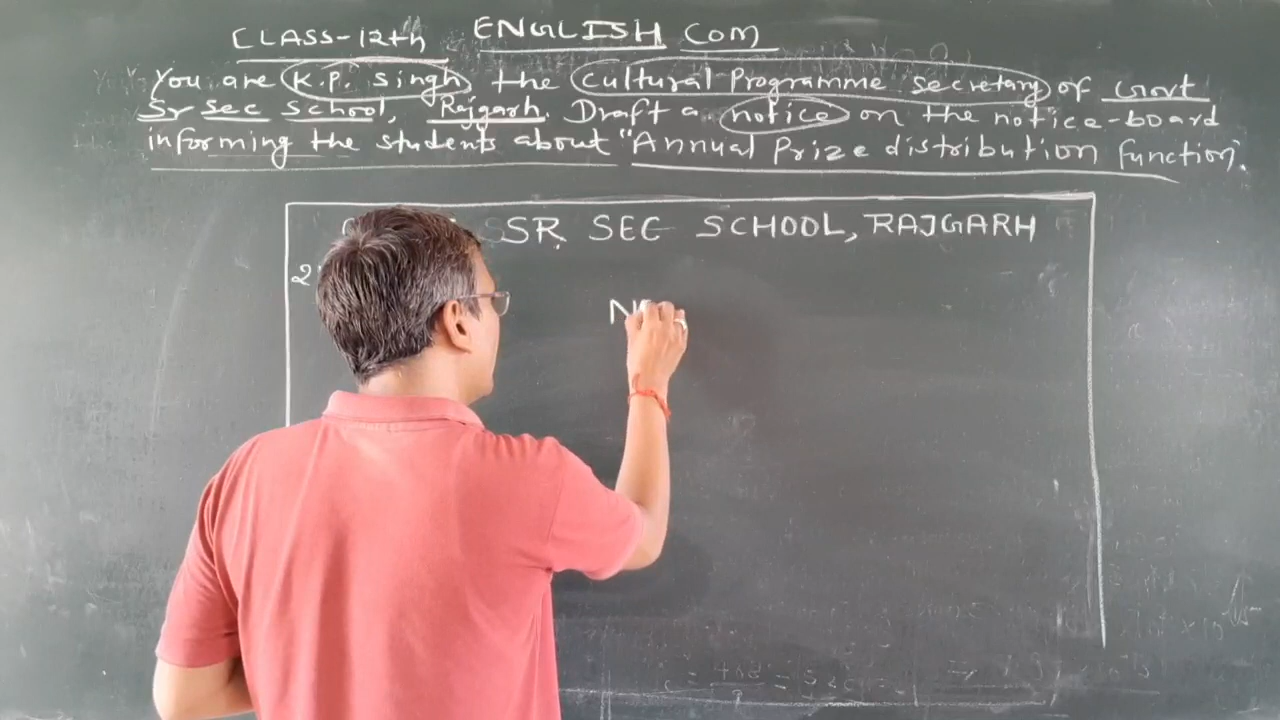 CLASS-12th ENGLISH COM
You are K.P. Singh the Cultural Programme secretary of Govt
Sr Sec School, Rajgarh. Draft a notice on the notice-board
informing the students about "Annual Prize distribution function".
SR SEC SCHOOL, RAJGARH
2
N